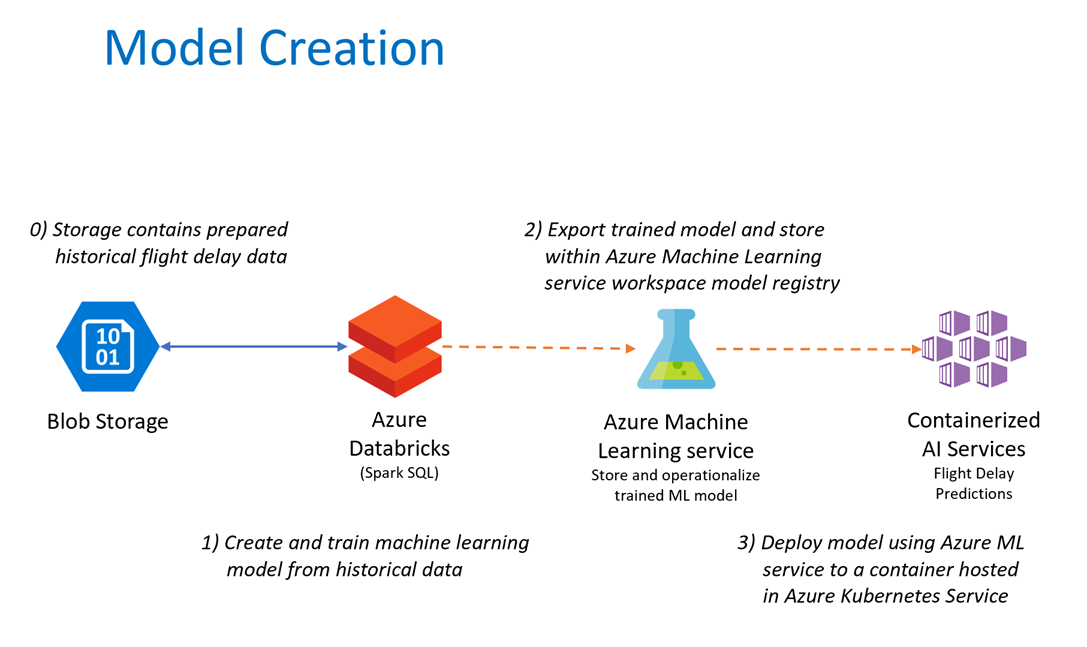 Model Creation
0) Storage contains prepared
historical flight delay data
2) Export trained model and store
within Azure Machine Learning
service workspace model registry
10
01
Blob Storage
Azure
Databricks
(Spark SQL)
Azure Machine
Learning service
Store and operationalize
trained ML model
Containerized
AI Services
Flight Delay
Predictions
1) Create and train machine learning
model from historical data
3) Deploy model using Azure ML
service to a container hosted
in Azure Kubernetes Service